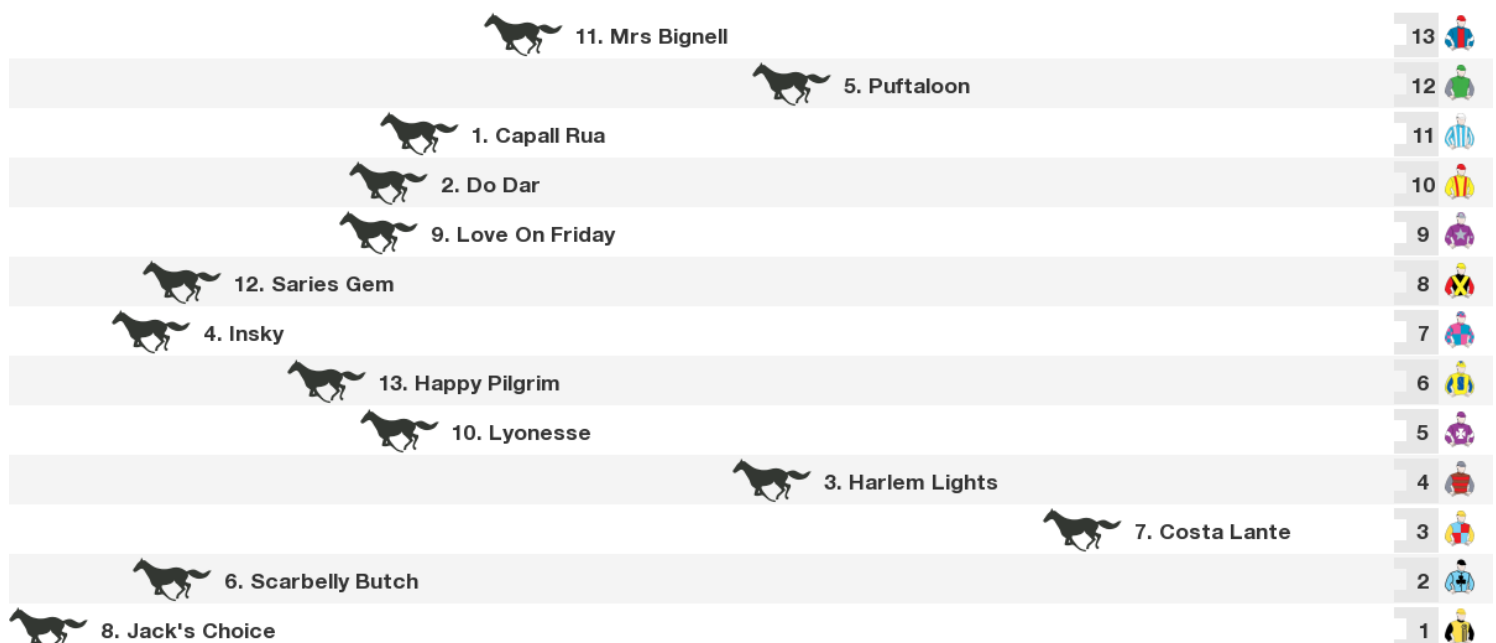 11. Mrs Bignell 13
5. Puftaloon 12
1. Capall Rua 11
2. Do Dar 10
9. Love On Friday 9
12. Saries Gem 8
4. Insky 7
13. Happy Pilgrim 6
10. Lyonesse 5
3. Harlem Lights 4
7. Costa Lante 3
6. Scarbelly Butch 2
8. Jack's Choice 1